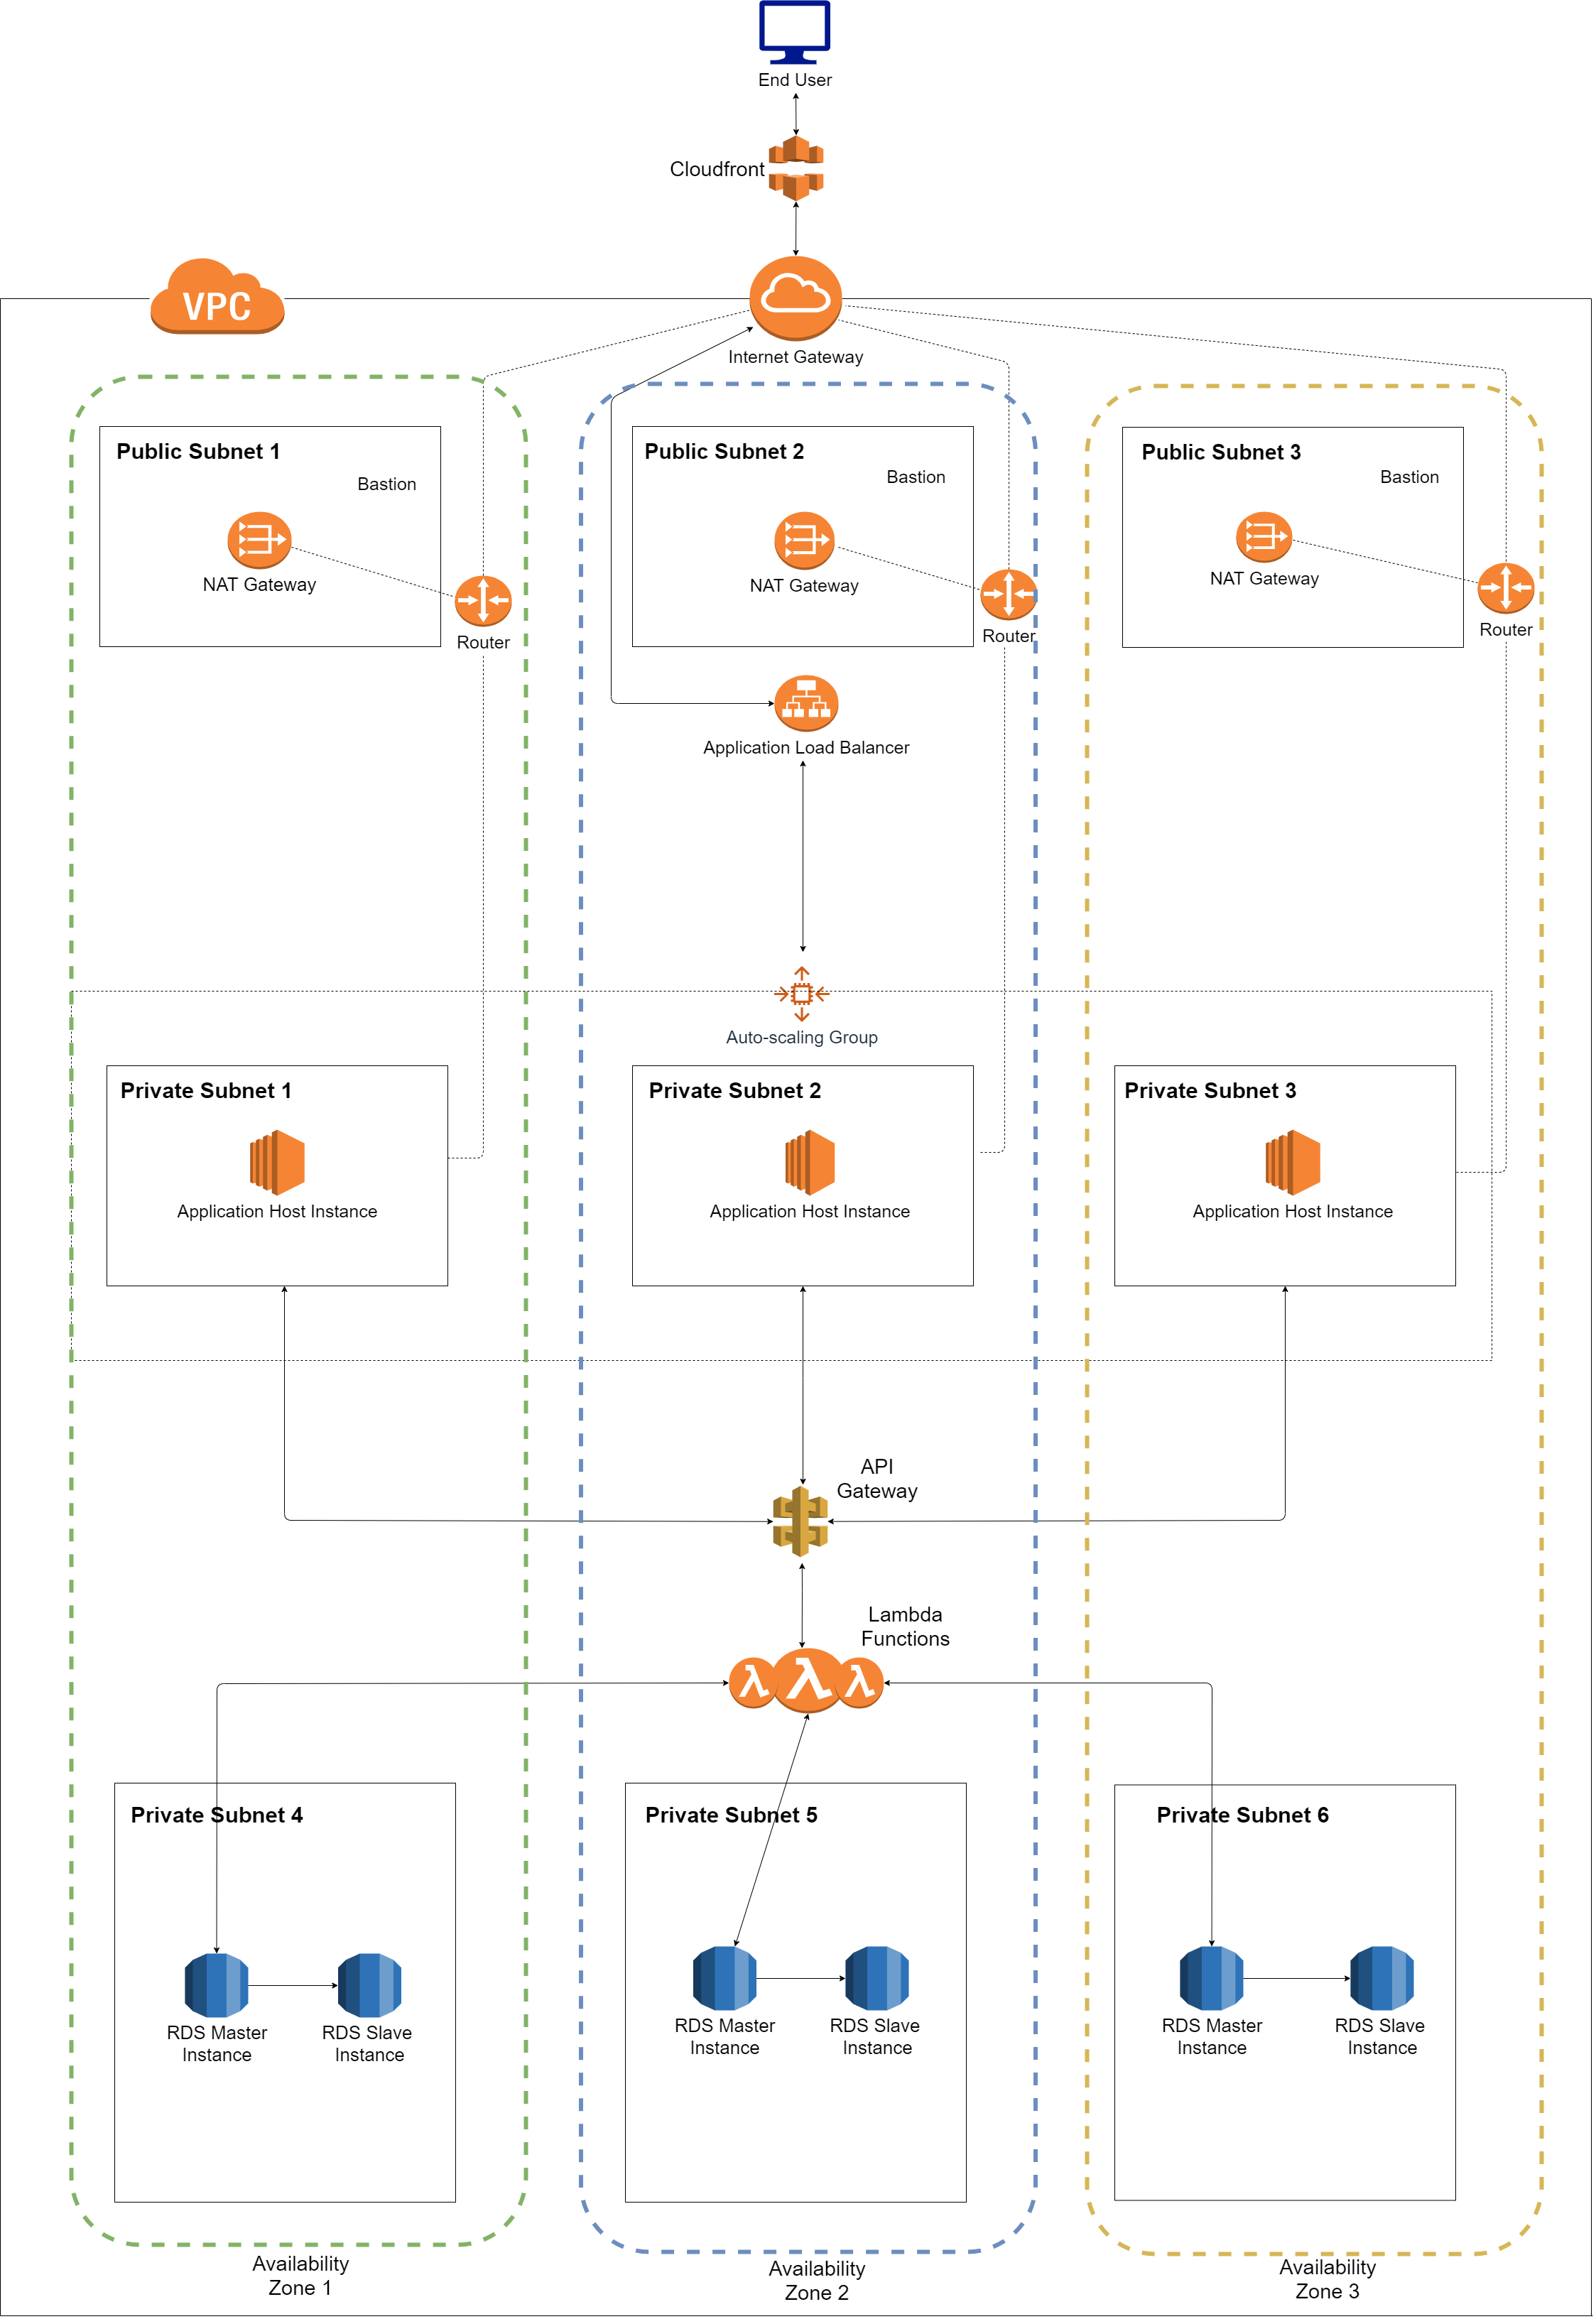 End User
Cloudfront
VPC
Internet Gateway
Public Subnet 1
Bastion
NAT Gateway
Router
Public Subnet 2
Bastion
NAT Gateway
Router
Public Subnet 3
Bastion
NAT Gateway
Router
Application Load Balancer
Auto-scaling Group
Private Subnet 1
Application Host Instance
Private Subnet 2
Application Host Instance
Private Subnet 3
Application Host Instance
API
Gateway
Lambda
Functions
Private Subnet 4
RDS Master
Instance
RDS Slave
Instance
Private Subnet 5
RDS Master
Instance
RDS Slave
Instance
Private Subnet 6
RDS Master
Instance
RDS Slave
Instance
Availability
Zone 1
Availability
Zone 2
Availability
Zone 3